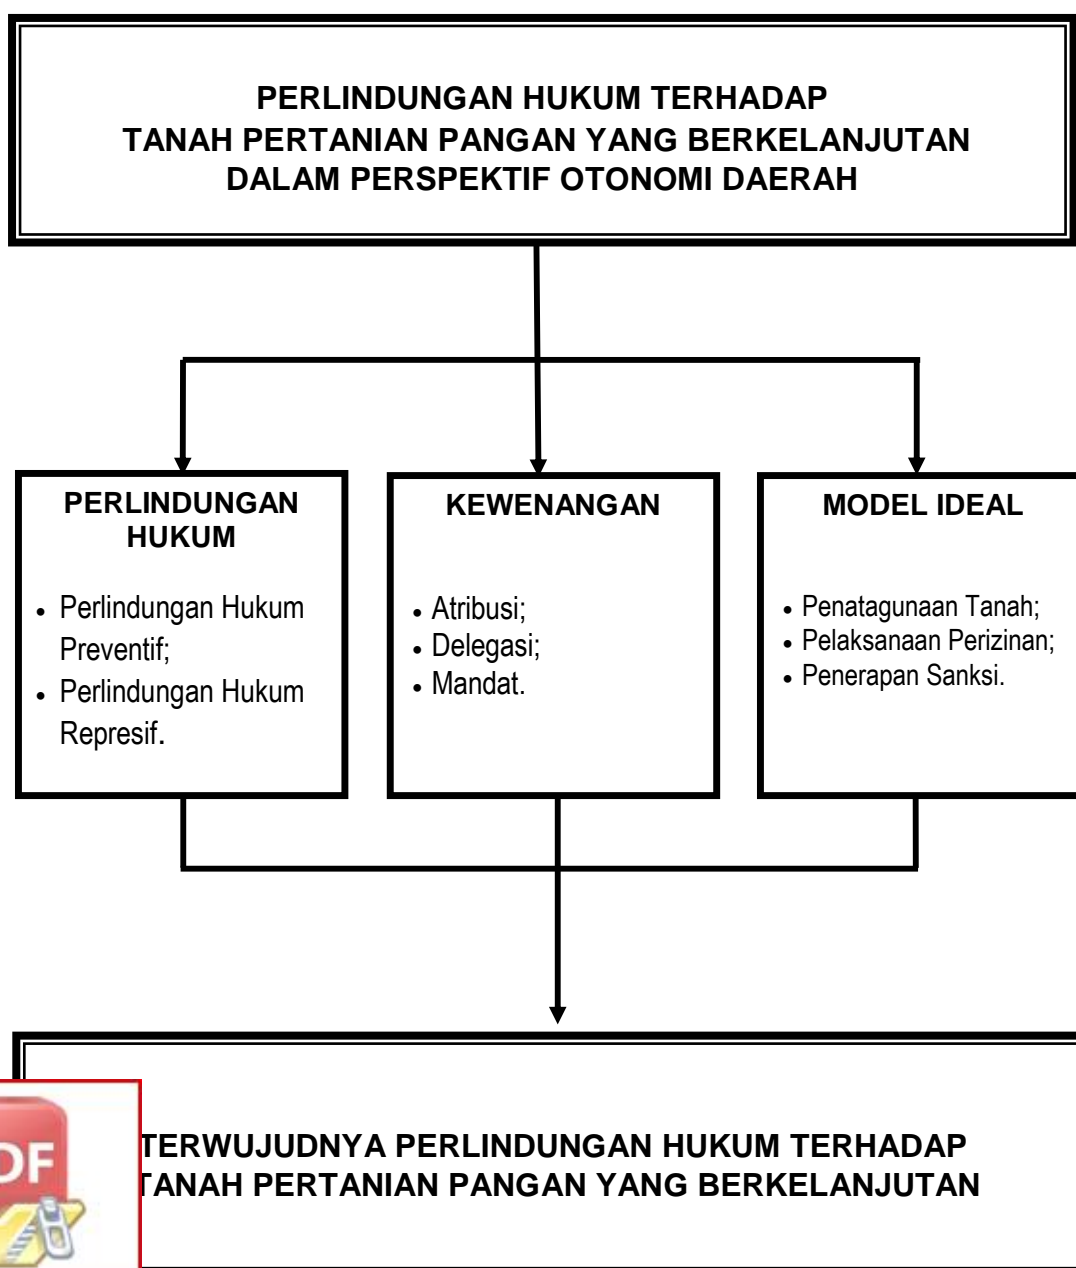 PERLINDUNGAN HUKUM TERHADAP
TANAH PERTANIAN PANGAN YANG BERKELANJUTAN
DALAM PERSPEKTIF OTONOMI DAERAH
PERLINDUNGAN
HUKUM
• Perlindungan Hukum
Preventif;
• Perlindungan Hukum
Represif.
KEWENANGAN
• Atribusi;
• Delegasi;
• Mandat.
MODEL IDEAL
• Penatagunaan Tanah;
• Pelaksanaan Perizinan;
• Penerapan Sanksi.
TERWUJUDNYA PERLINDUNGAN HUKUM TERHADAP
TANAH PERTANIAN PANGAN YANG BERKELANJUTAN